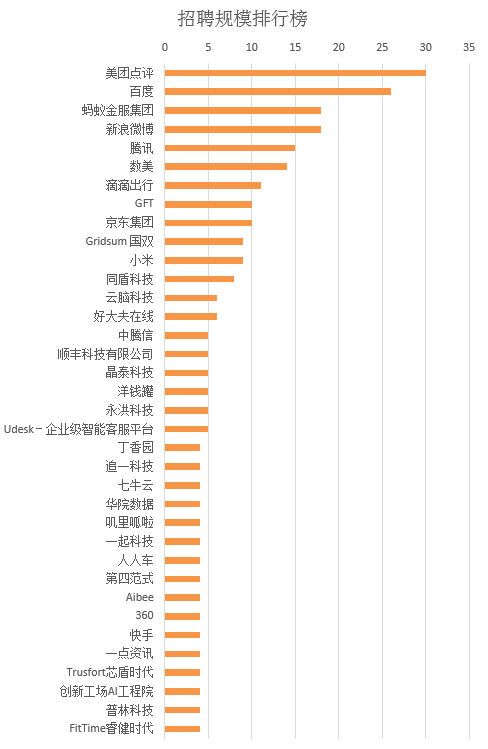 招聘规模排行榜
0 5 10 15 20 25 30 35
美团点评
百度
蚂蚁金服集团
新浪微博
腾讯
数美
滴滴出行
GFT
京东集团
Gridsum 国双
小米
同盾科技
云脑科技
好大夫在线
中腾信
顺丰科技有限公司
晶泰科技
洋钱罐
永洪科技
Udesk – 企业级智能客服平台
丁香园
追一科技
七牛云
华院数据
叽里呱啦
一起科技
人人车
第四范式
Aibee
360
快手
一点资讯
Trusfort芯盾时代
创新工场AI工程院
普林科技
FitTime睿健时代